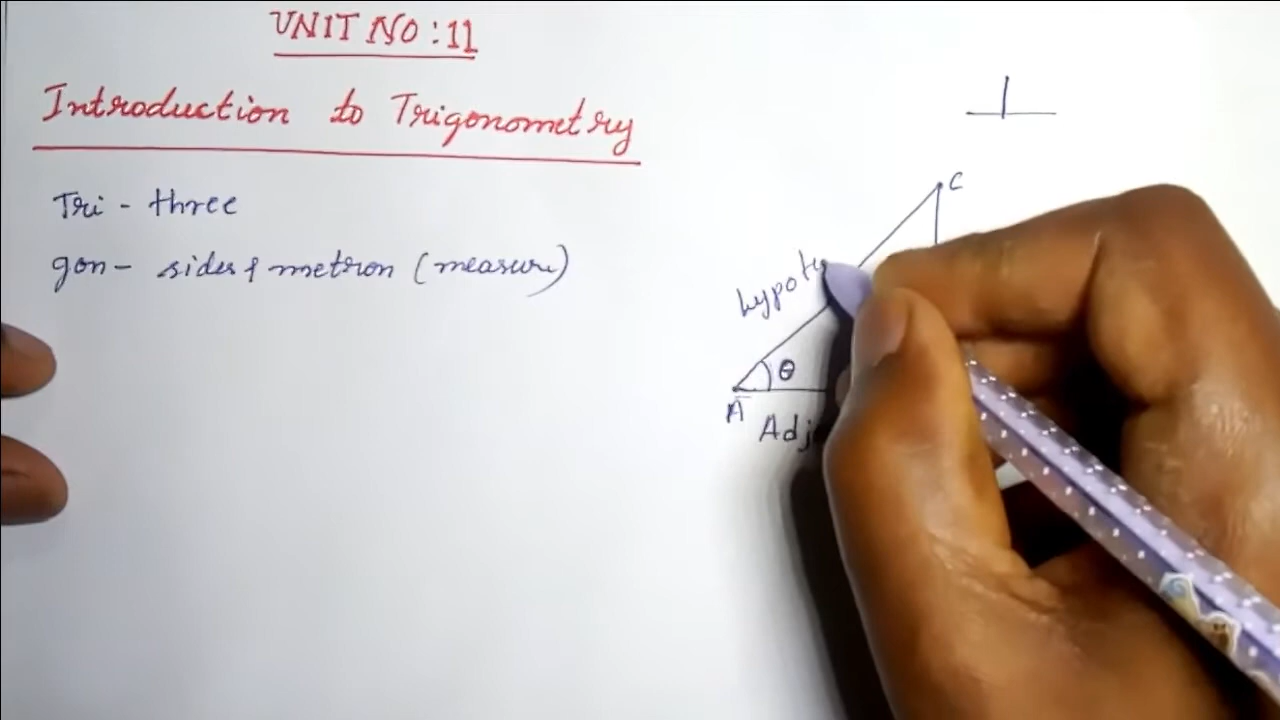 UNIT NO : 11
Introduction to Trigonometry
Tri - three
gon - sides & metron (measure)
C
θ
A